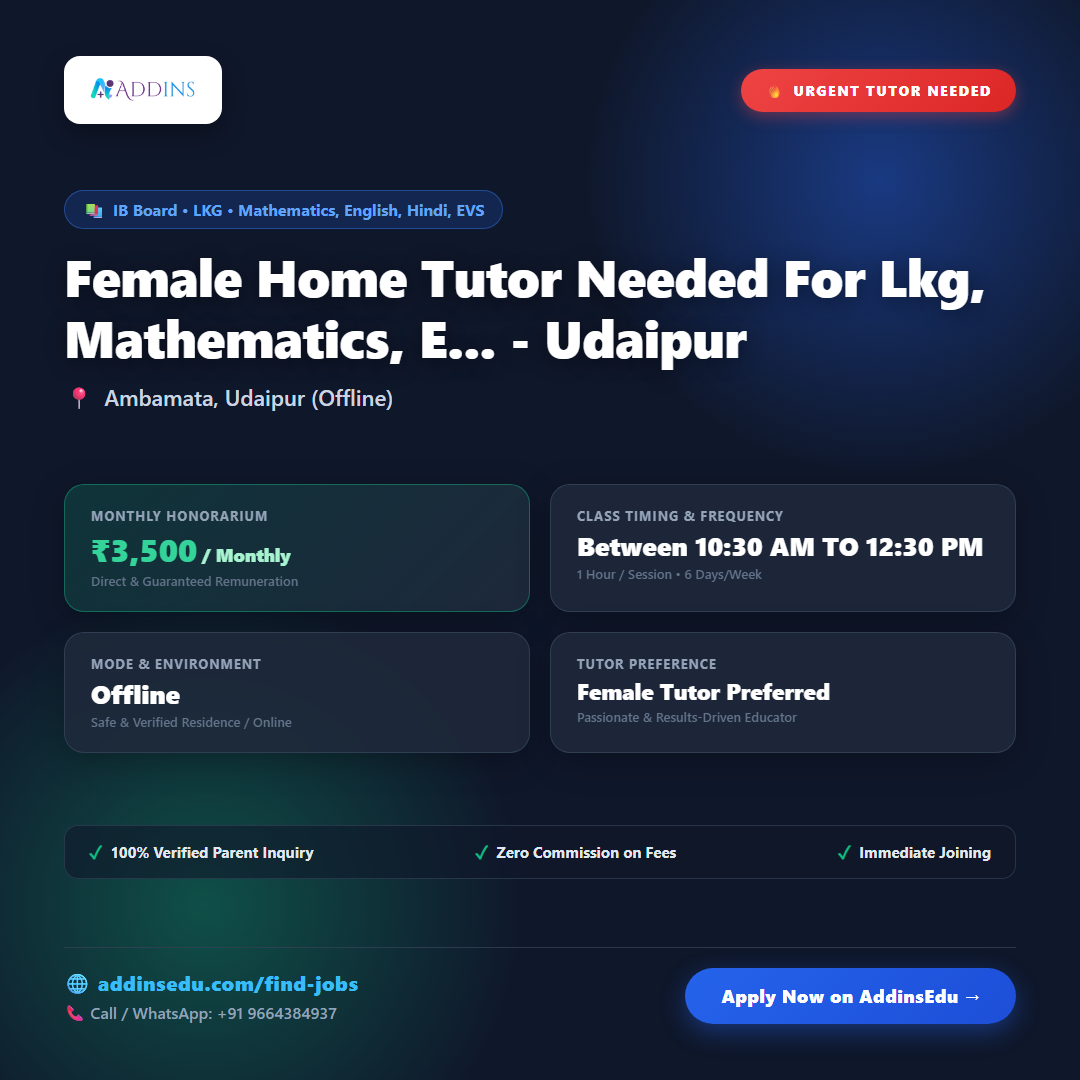 ADDINS
URGENT TUTOR NEEDED
IB Board • LKG • Mathematics, English, Hindi, EVS
Female Home Tutor Needed For Lkg,
Mathematics, E... - Udaipur
Ambamata, Udaipur (Offline)
MONTHLY HONORARIUM
₹3,500 / Monthly
Direct & Guaranteed Remuneration
CLASS TIMING & FREQUENCY
Between 10:30 AM TO 12:30 PM
1 Hour / Session • 6 Days/Week
MODE & ENVIRONMENT
Offline
Safe & Verified Residence / Online
TUTOR PREFERENCE
Female Tutor Preferred
Passionate & Results-Driven Educator
✓ 100% Verified Parent Inquiry
✓ Zero Commission on Fees
✓ Immediate Joining
addinsedu.com/find-jobs
Call / WhatsApp: +91 9664384937
Apply Now on AddinsEdu →